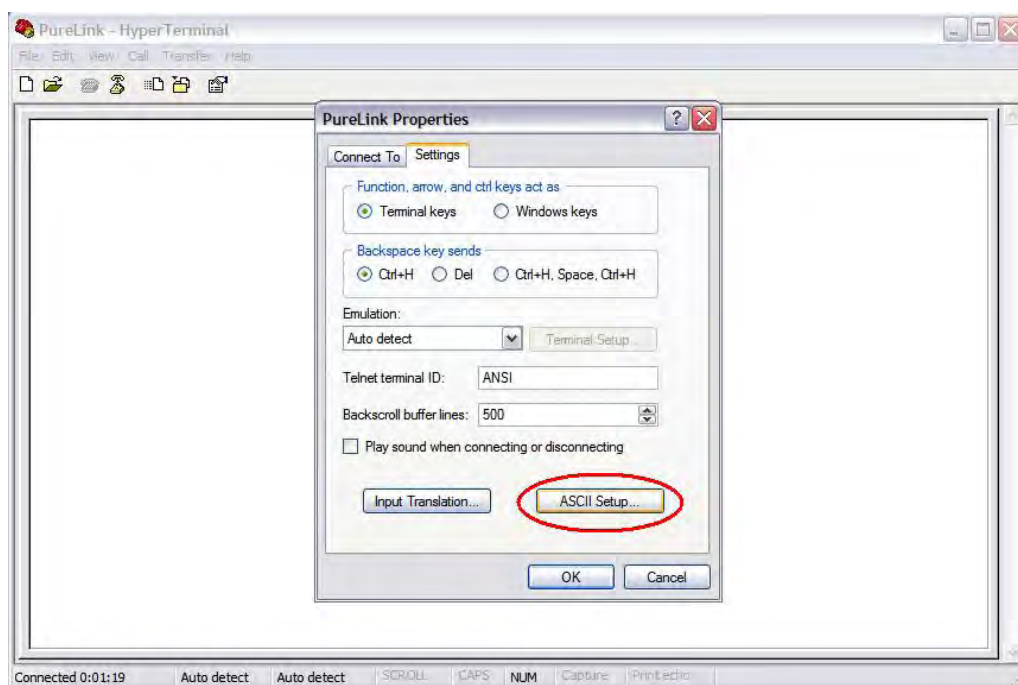 PureLink - HyperTerminal
File Edit View Call Transfer Help
PureLink Properties
Connect To Settings
Function, arrow, and ctrl keys act as
Terminal keys Windows keys
Backspace key sends
Ctrl+H Del Ctrl+H, Space, Ctrl+H
Emulation:
Auto detect Terminal Setup...
Telnet terminal ID: ANSI
Backscroll buffer lines: 500
Play sound when connecting or disconnecting
Input Translation... ASCII Setup...
OK Cancel
Connected 0:01:19 Auto detect Auto detect SCROLL CAPS NUM Capture Print echo